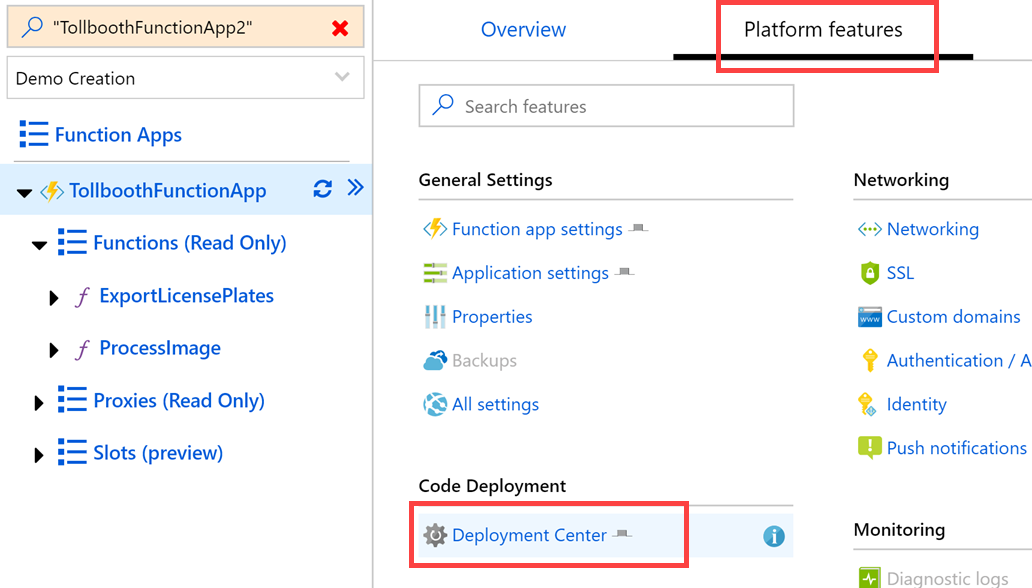 "TollboothFunctionApp2"
Demo Creation
Function Apps
TollboothFunctionApp
Functions (Read Only)
ExportLicensePlates
ProcessImage
Proxies (Read Only)
Slots (preview)
Overview
Platform features
Search features
General Settings
Function app settings
Application settings
Properties
Backups
All settings
Code Deployment
Deployment Center
Networking
Networking
SSL
www
Custom domains
Authentication / A
Identity
Push notifications
Monitoring
Diagnostic logs